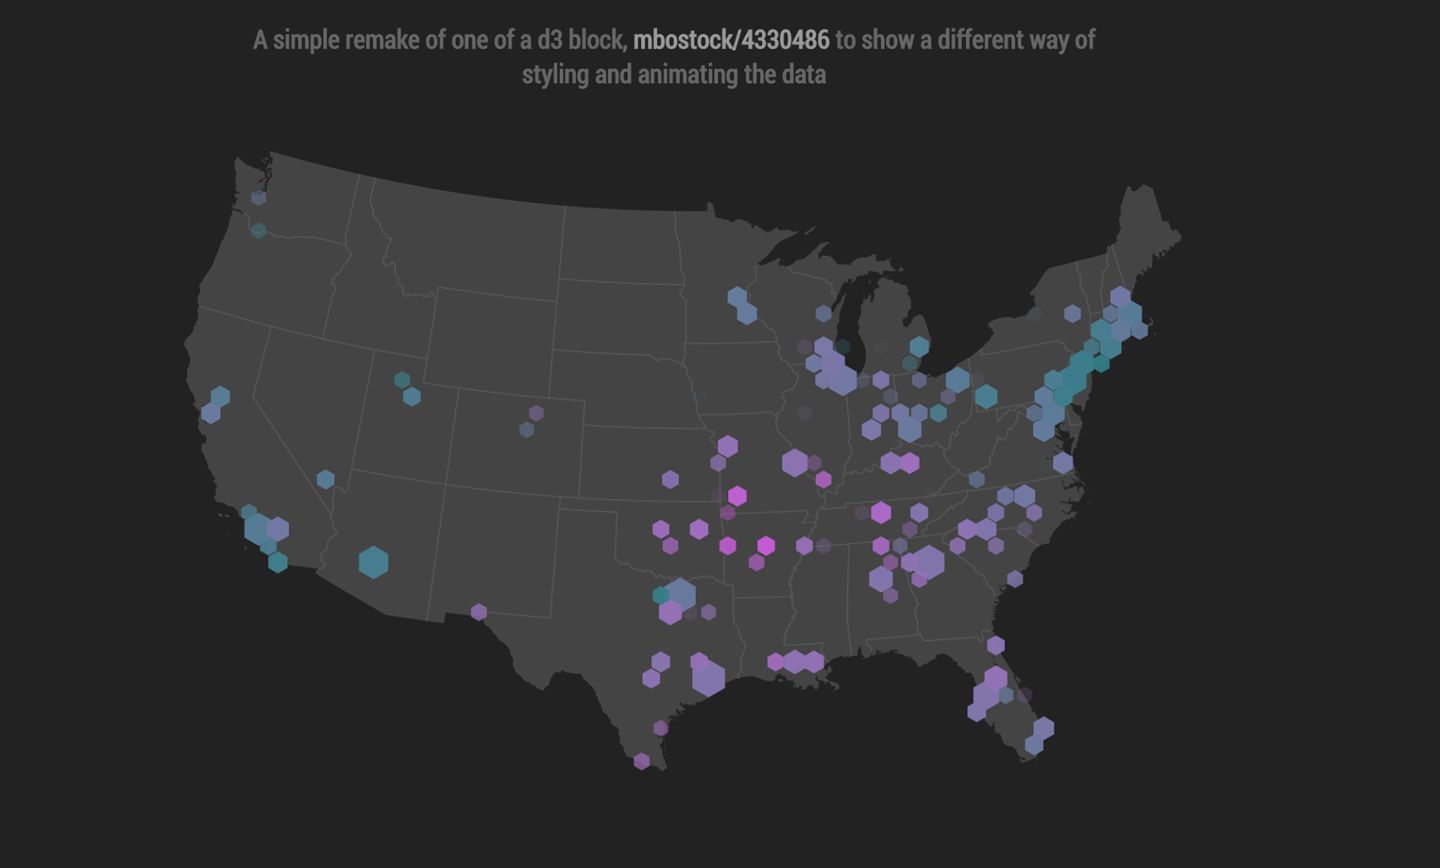 A simple remake of one of a d3 block, mbostock/4330486 to show a different way of
styling and animating the data